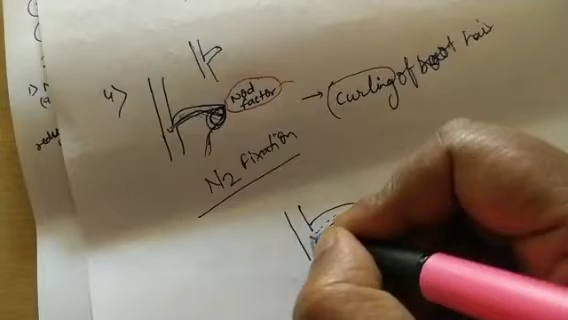 4)
Nod
factor
→ curling of root hair
N2 fixation